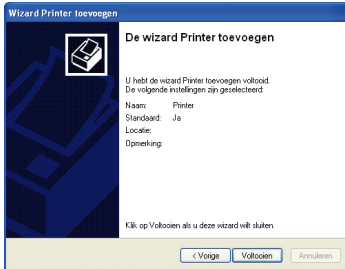 Wizard Printer toevoegen
De wizard Printer toevoegen
U hebt de wizard Printer toevoegen voltooid.
De volgende instellingen zijn geselecteerd:
Naam: Printer
Standaard: Ja
Locatie:
Opmerking:
Klik op Voltooien als u deze wizard wilt sluiten.
< Vorige Voltooien Annuleren